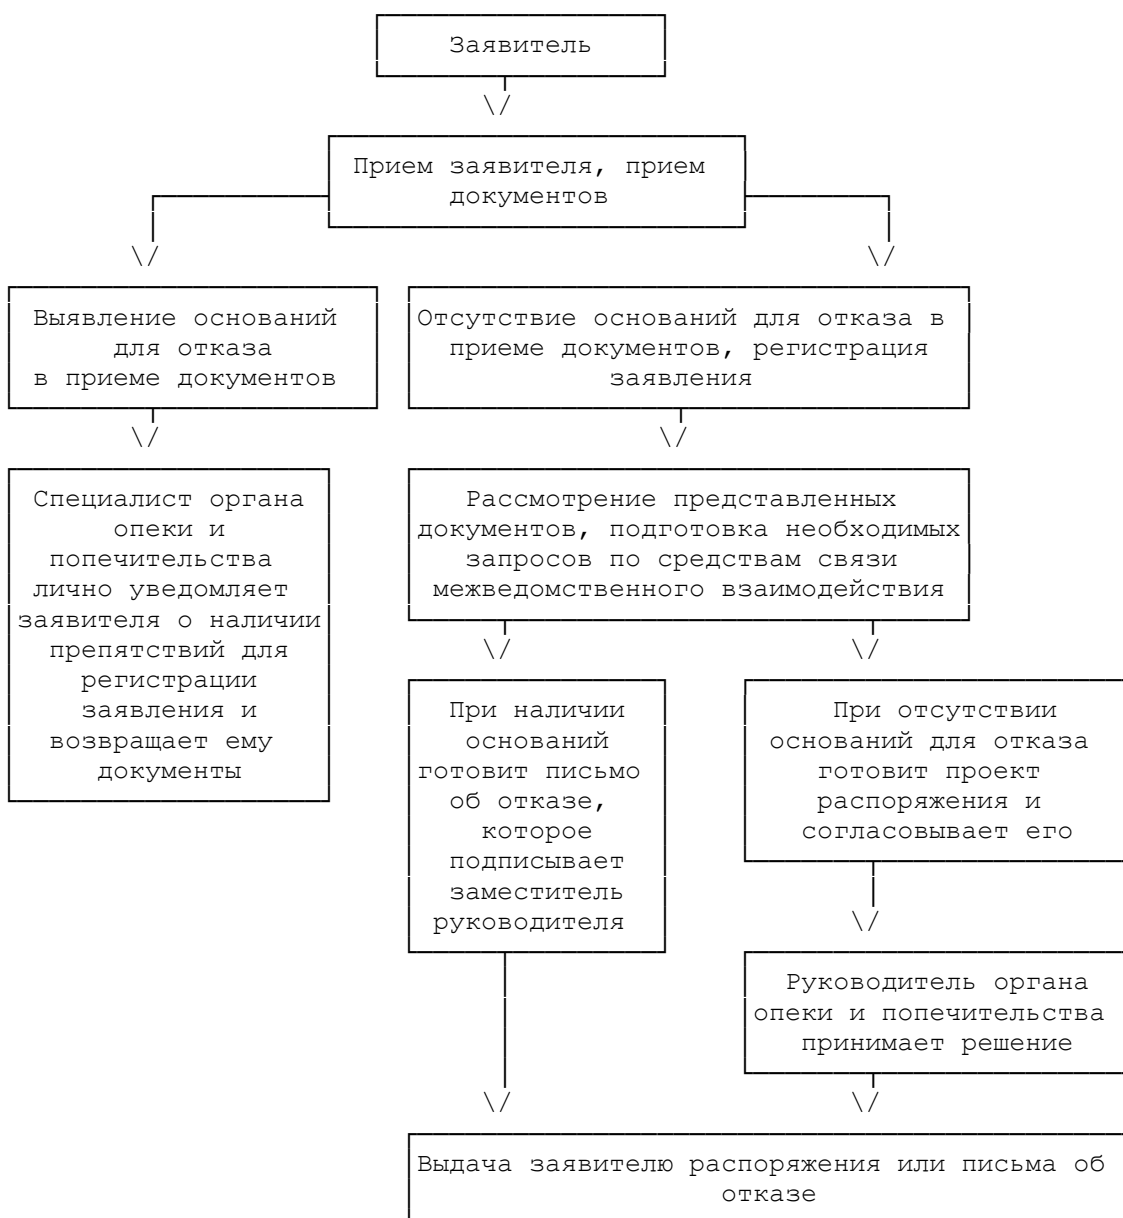 Заявитель
Прием заявителя, прием
документов
Выявление оснований
для отказа
в приеме документов
Отсутствие оснований для отказа в
приеме документов, регистрация
заявления
Специалист органа
опеки и
попечительства
лично уведомляет
заявителя о наличии
препятствий для
регистрации
заявления и
возвращает ему
документы
Рассмотрение представленных
документов, подготовка необходимых
запросов по средствам связи
межведомственного взаимодействия
При наличии
оснований
готовит письмо
об отказе,
которое
подписывает
заместитель
руководителя
При отсутствии
оснований для отказа
готовит проект
распоряжения и
согласовывает его
Руководитель органа
опеки и попечительства
принимает решение
Выдача заявителю распоряжения или письма об
отказе